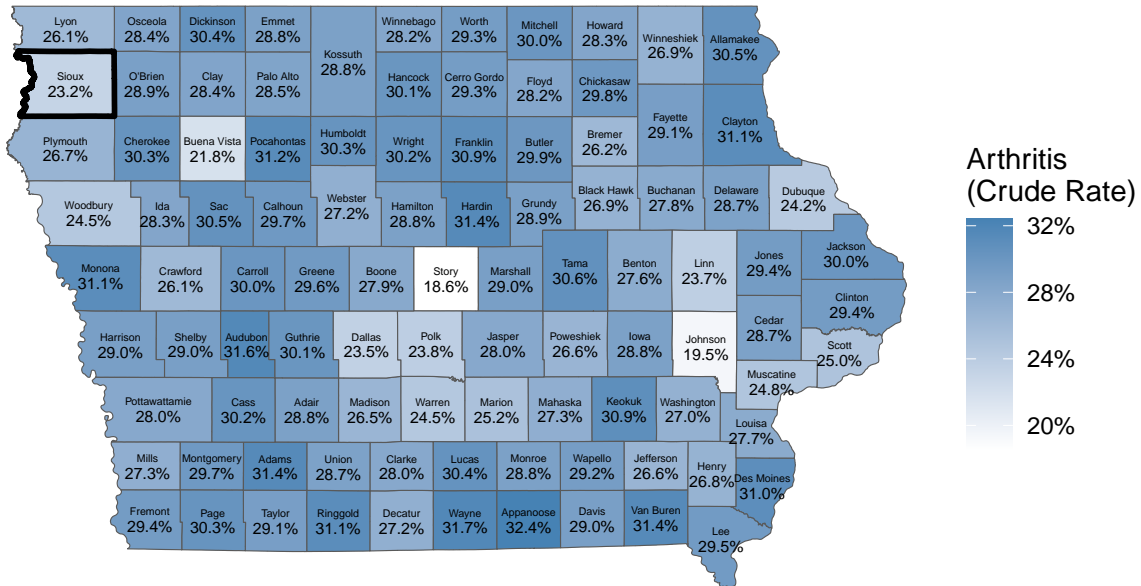 Lyon
26.1%
Osceola
28.4%
Dickinson
30.4%
Emmet
28.8%
Kossuth
28.8%
Winnebago
28.2%
Worth
29.3%
Mitchell
30.0%
Howard
28.3%
Winneshiek
26.9%
Allamakee
30.5%
Sioux
23.2%
O'Brien
28.9%
Clay
28.4%
Palo Alto
28.5%
Hancock
30.1%
Cerro Gordo
29.3%
Floyd
28.2%
Chickasaw
29.8%
Fayette
29.1%
Clayton
31.1%
Plymouth
26.7%
Cherokee
30.3%
Buena Vista
21.8%
Pocahontas
31.2%
Humboldt
30.3%
Wright
30.2%
Franklin
30.9%
Butler
29.9%
Bremer
26.2%
Woodbury
24.5%
Ida
28.3%
Sac
30.5%
Calhoun
29.7%
Webster
27.2%
Hamilton
28.8%
Hardin
31.4%
Grundy
28.9%
Black Hawk
26.9%
Buchanan
27.8%
Delaware
28.7%
Dubuque
24.2%
Monona
31.1%
Crawford
26.1%
Carroll
30.0%
Greene
29.6%
Boone
27.9%
Story
18.6%
Marshall
29.0%
Tama
30.6%
Benton
27.6%
Linn
23.7%
Jones
29.4%
Jackson
30.0%
Clinton
29.4%
Harrison
29.0%
Shelby
29.0%
Audubon
31.6%
Guthrie
30.1%
Dallas
23.5%
Polk
23.8%
Jasper
28.0%
Poweshiek
26.6%
Iowa
28.8%
Johnson
19.5%
Cedar
28.7%
Scott
25.0%
Muscatine
24.8%
Pottawattamie
28.0%
Cass
30.2%
Adair
28.8%
Madison
26.5%
Warren
24.5%
Marion
25.2%
Mahaska
27.3%
Keokuk
30.9%
Washington
27.0%
Louisa
27.7%
Mills
27.3%
Montgomery
29.7%
Adams
31.4%
Union
28.7%
Clarke
28.0%
Lucas
30.4%
Monroe
28.8%
Wapello
29.2%
Jefferson
26.6%
Henry
26.8%
Des Moines
31.0%
Fremont
29.4%
Page
30.3%
Taylor
29.1%
Ringgold
31.1%
Decatur
27.2%
Wayne
31.7%
Appanoose
32.4%
Davis
29.0%
Van Buren
31.4%
Lee
29.5%
Arthritis
(Crude Rate)
32%
28%
24%
20%